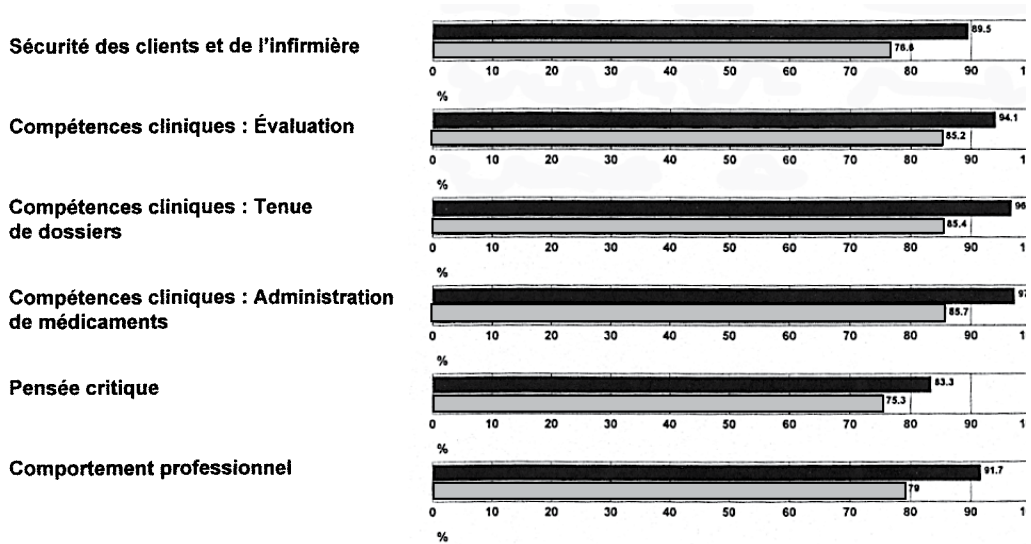 Sécurité des clients et de l'infirmière
89.5
76.6
0 10 20 30 40 50 60 70 80 90
%
Compétences cliniques : Évaluation
94.1
85.2
0 10 20 30 40 50 60 70 80 90
%
Compétences cliniques : Tenue
de dossiers
96
85.4
0 10 20 30 40 50 60 70 80 90
%
Compétences cliniques : Administration
de médicaments
97
85.7
0 10 20 30 40 50 60 70 80 90
%
Pensée critique
83.3
75.3
0 10 20 30 40 50 60 70 80 90
%
Comportement professionnel
91.7
79
0 10 20 30 40 50 60 70 80 90
%